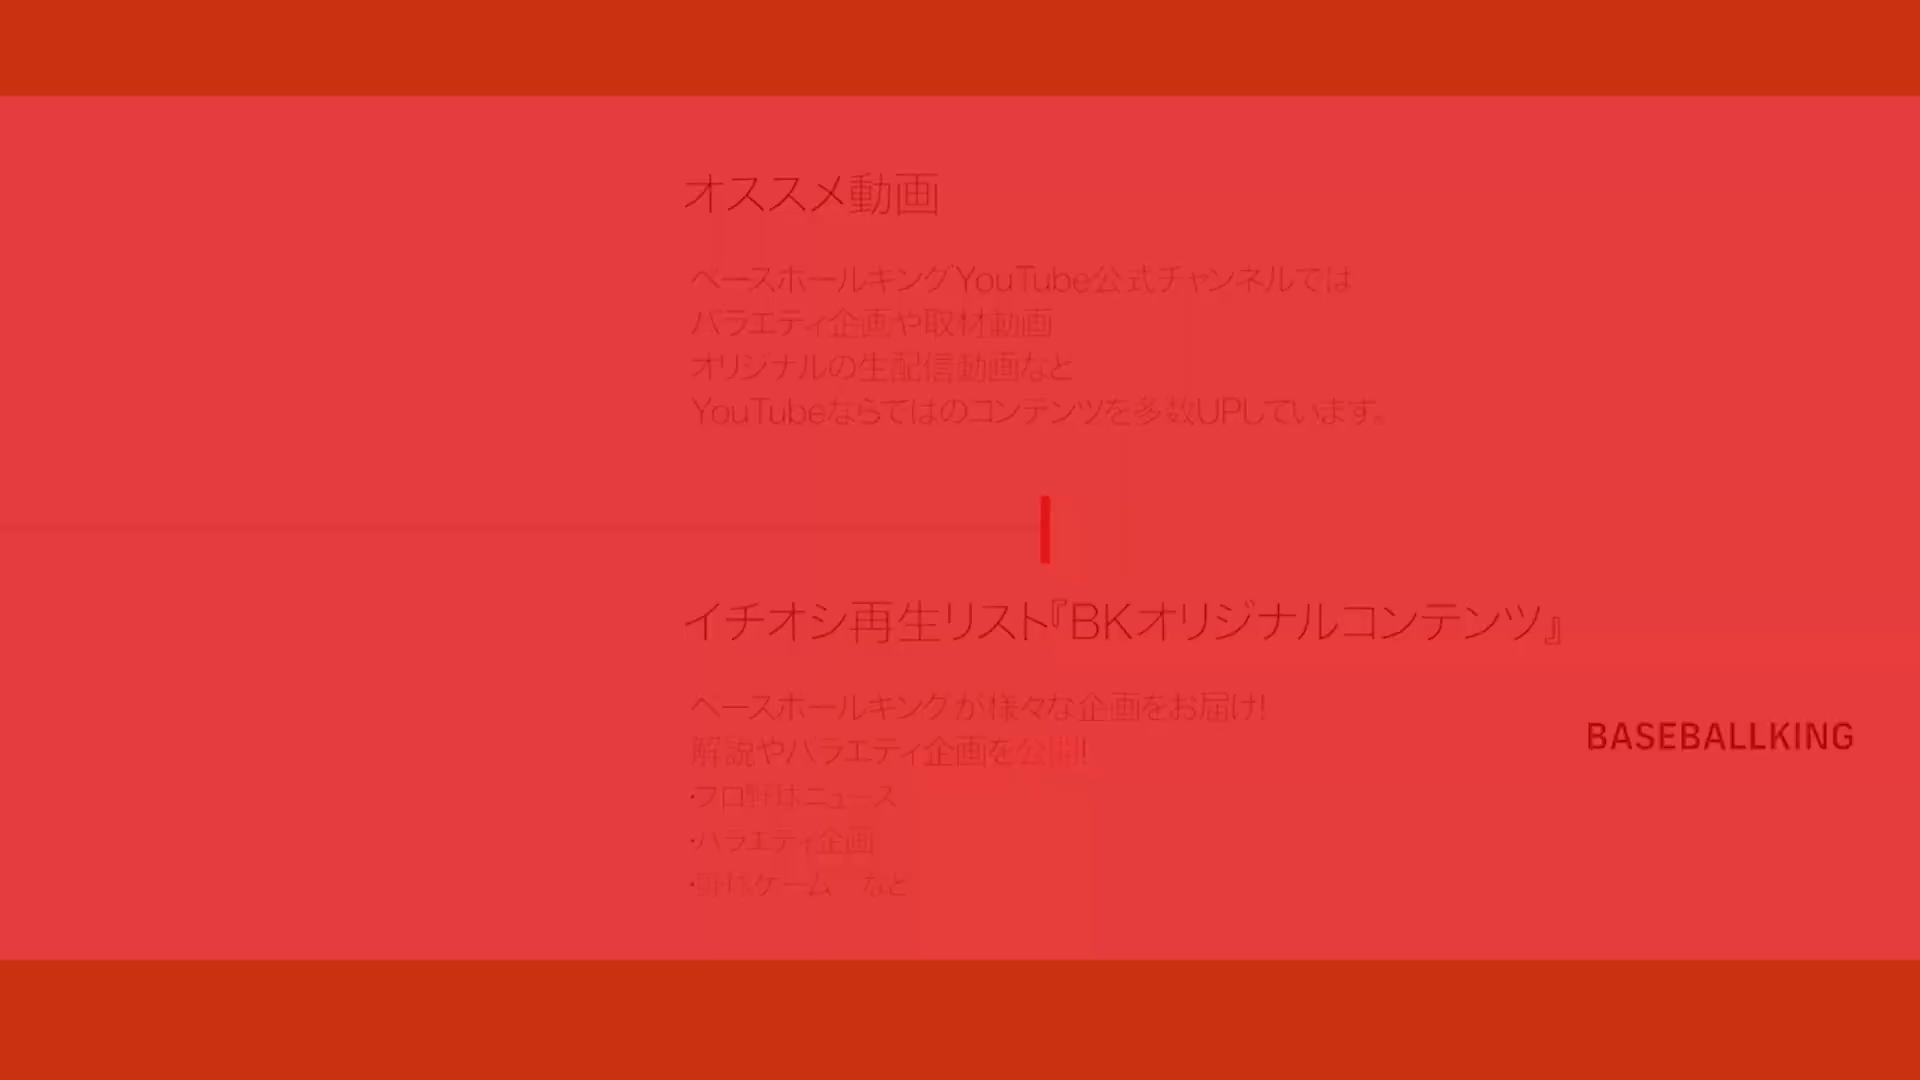 オススメ動画
ベースボールキングYouTube公式チャンネルでは
バラエティ企画や取材動画
オリジナルの生配信動画など
YouTubeならではのコンテンツを多数UPしています。
イチオシ再生リスト『BKオリジナルコンテンツ』
ベースボールキングが様々な企画をお届け!
解説やバラエティ企画を公開!
・プロ野球ニュース
・バラエティ企画
・野球ゲーム など
BASEBALLKING